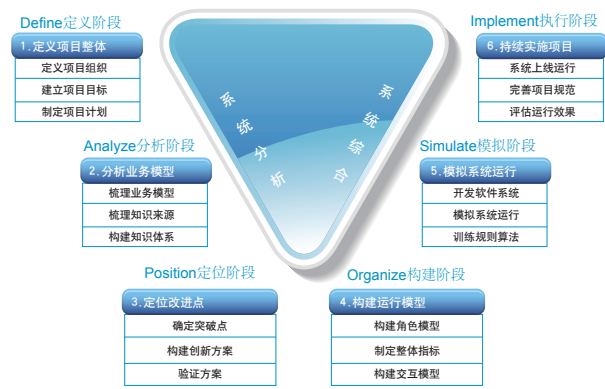 Define定义阶段
1.定义项目整体
定义项目组织
建立项目目标
制定项目计划
Analyze分析阶段
2.分析业务模型
梳理业务模型
梳理知识来源
构建知识体系
Position定位阶段
3.定位改进点
确定突破点
构建创新方案
验证方案
系统分析
系统综合
Organize构建阶段
4.构建运行模型
构建角色模型
制定整体指标
构建交互模型
Simulate模拟阶段
5.模拟系统运行
开发软件系统
模拟系统运行
训练规则算法
Implement执行阶段
6.持续实施项目
系统上线运行
完善项目规范
评估运行效果